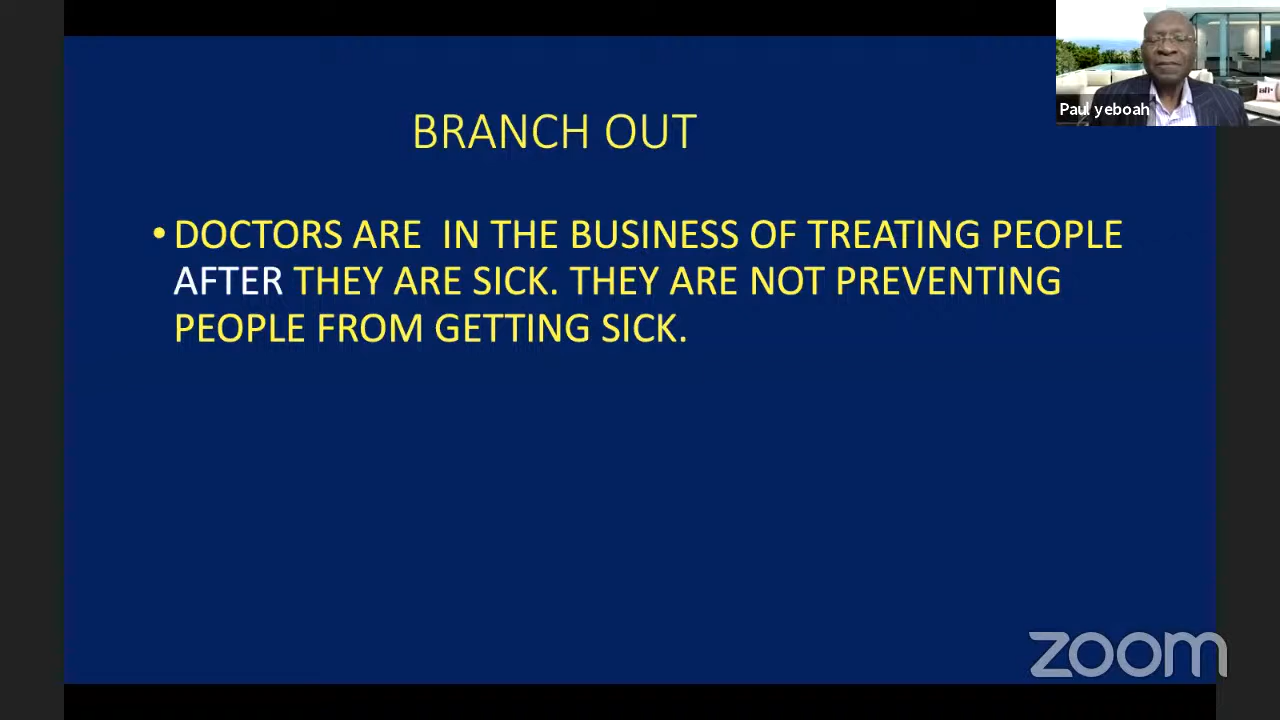 BRANCH OUT
• DOCTORS ARE  IN THE BUSINESS OF TREATING PEOPLE
AFTER THEY ARE SICK. THEY ARE NOT PREVENTING
PEOPLE FROM GETTING SICK.
Paul yeboah
zoom